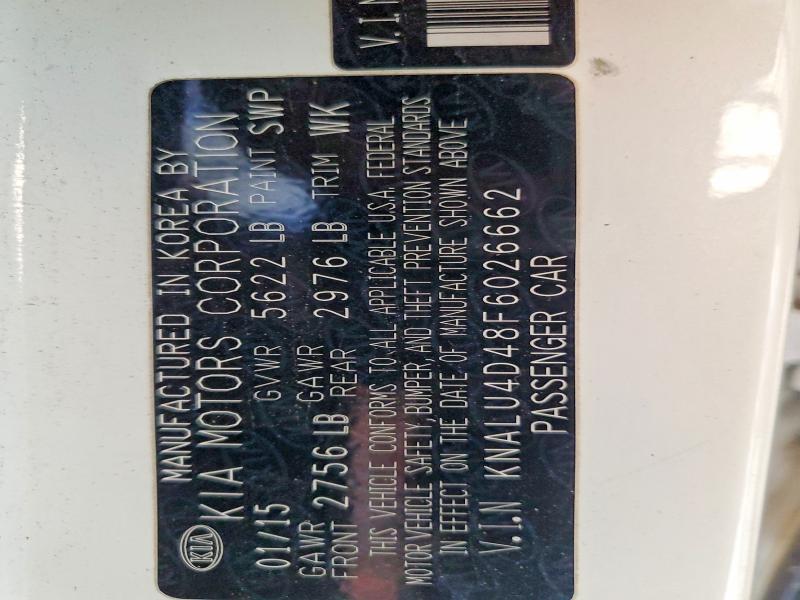 V.I.N
KIA
MANUFACTURED IN KOREA BY
KIA MOTORS CORPORATION
01/15 GVWR 5622 LB PAINT SWP
GAWR FRONT 2756 LB GAWR REAR 2976 LB TRIM WK
THIS VEHICLE CONFORMS TO ALL APPLICABLE U.S.A. FEDERAL
MOTOR VEHICLE SAFETY, BUMPER, AND THEFT PREVENTION STANDARDS
IN EFFECT ON THE DATE OF MANUFACTURE SHOWN ABOVE
V.I.N KNALU4D48F6026662
PASSENGER CAR